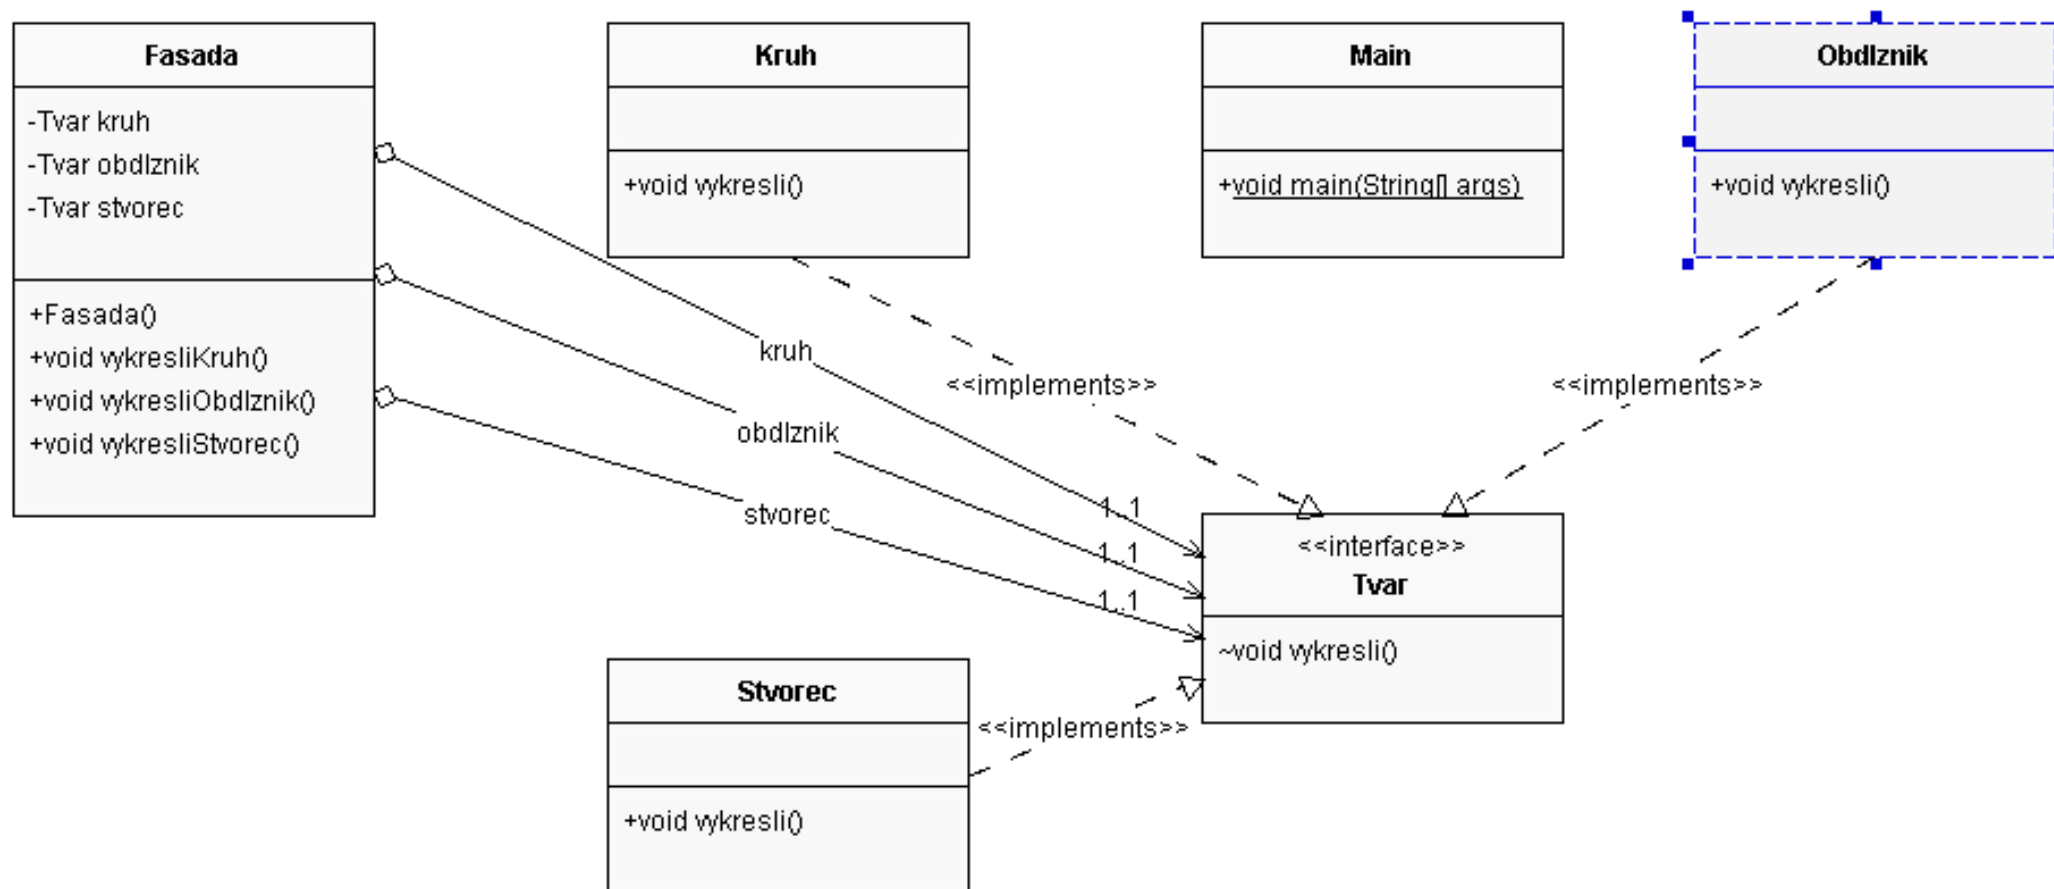 Fasada
-Tvar kruh
-Tvar obdlznik
-Tvar stvorec
+Fasada()
+void vykresliKruh()
+void vykresliObdlznik()
+void vykresliStvorec()
Kruh
+void vykresli()
Main
+void main(String[] args)
Obdlznik
+void vykresli()
kruh
<<implements>>
<<implements>>
obdlznik
stvorec
1..1
1..1
1..1
<<interface>>
Tvar
~void vykresli()
Stvorec
<<implements>>
+void vykresli()